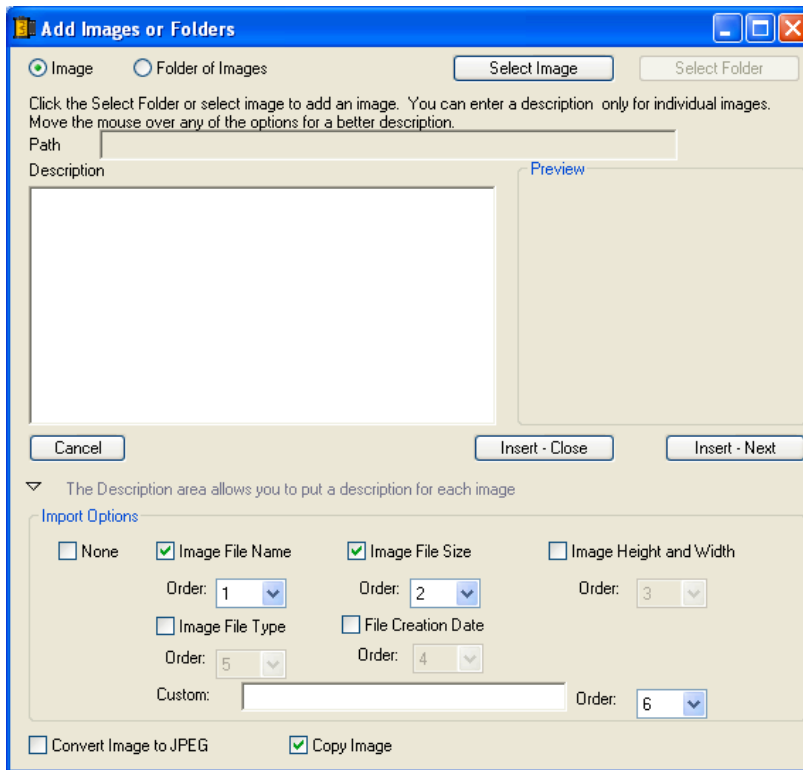 Add Images or Folders
Image Folder of Images Select Image Select Folder
Click the Select Folder or select image to add an image. You can enter a description only for individual images.
Move the mouse over any of the options for a better description.
Path
Description Preview
Cancel Insert - Close Insert - Next
The Description area allows you to put a description for each image
Import Options
None Image File Name Image File Size Image Height and Width
Order: 1 Order: 2 Order: 3
Image File Type File Creation Date
Order: 5 Order: 4
Custom: Order: 6
Convert Image to JPEG Copy Image